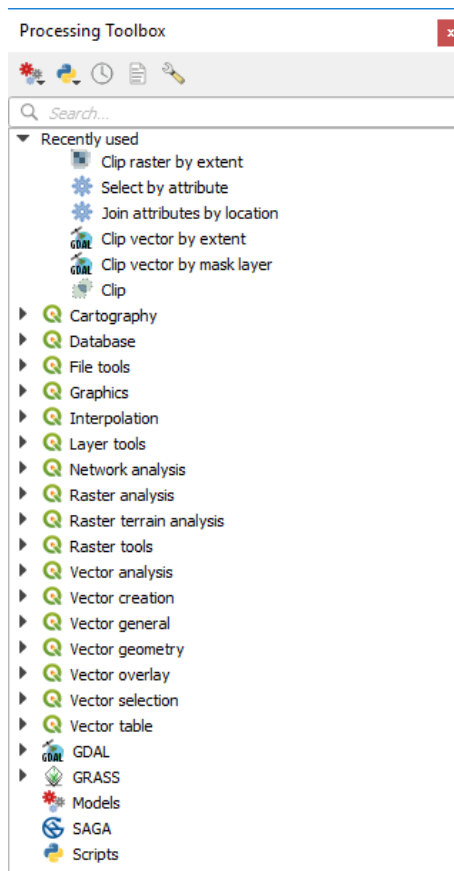 Processing Toolbox
x
Search...
Recently used
Clip raster by extent
Select by attribute
Join attributes by location
GDAL Clip vector by extent
GDAL Clip vector by mask layer
Clip
Cartography
Database
File tools
Graphics
Interpolation
Layer tools
Network analysis
Raster analysis
Raster terrain analysis
Raster tools
Vector analysis
Vector creation
Vector general
Vector geometry
Vector overlay
Vector selection
Vector table
GDAL GDAL
GRASS
Models
SAGA
Scripts